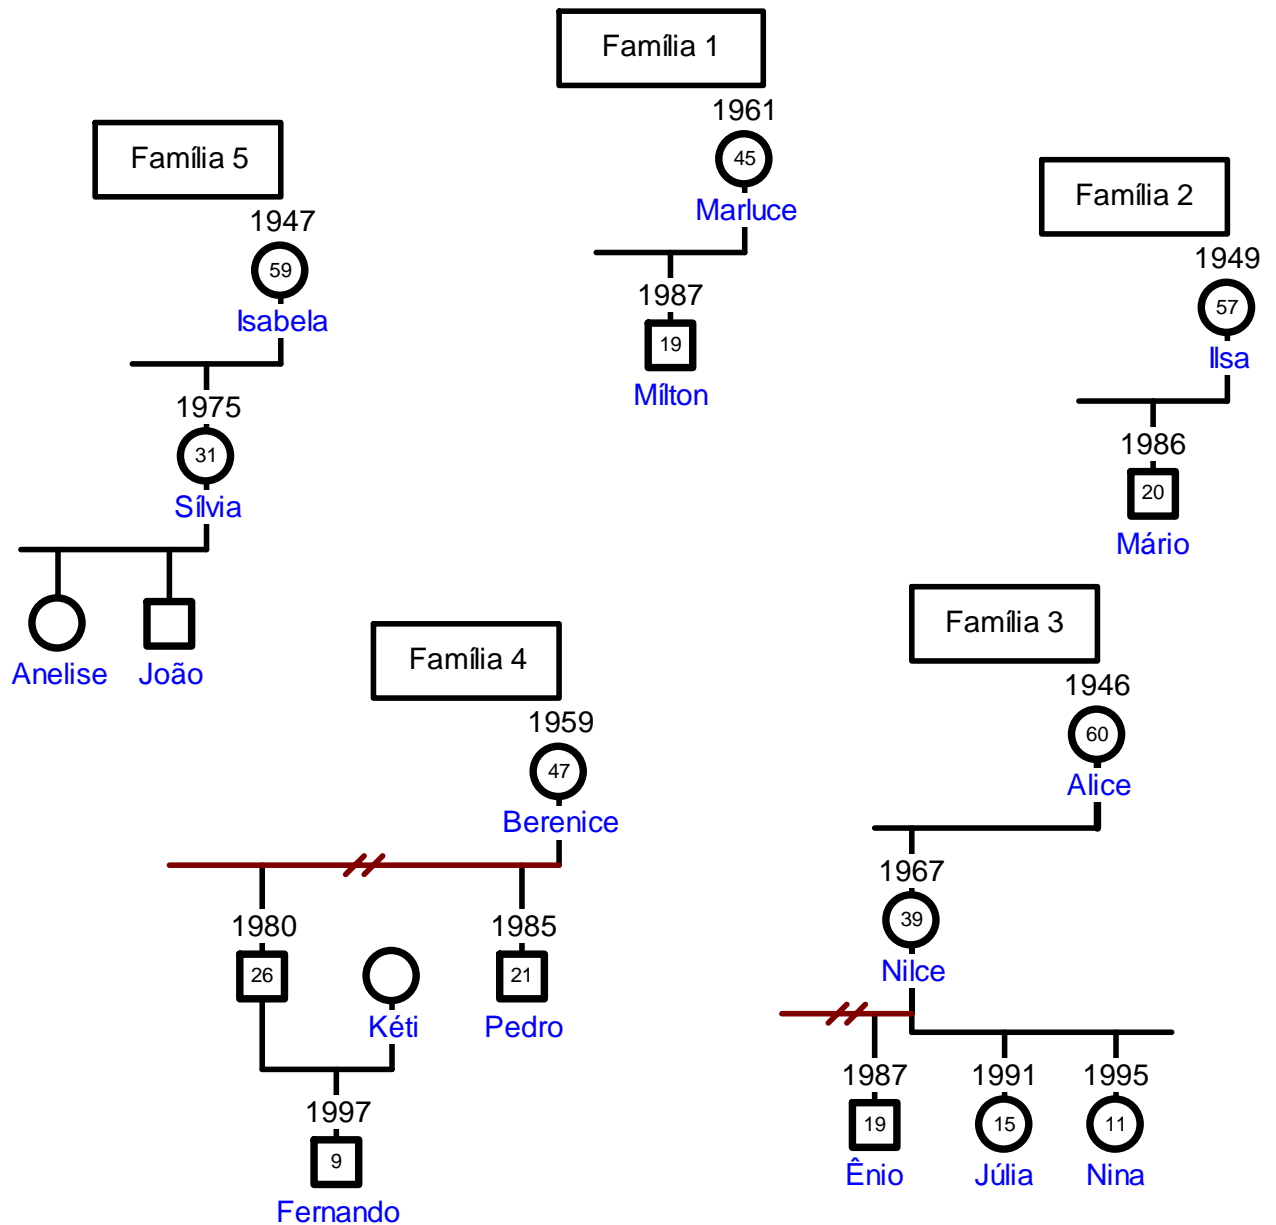 Família 1
1961
45
Marluce
1987
19
Mílton
Família 5
1947
59
Isabela
1975
31
Sílvia
Anelise João
Família 2
1949
57
Ilsa
1986
20
Mário
Família 4
1959
47
Berenice
1980 1985
26 21
Kéti Pedro
1997
9
Fernando
Família 3
1946
60
Alice
1967
39
Nilce
1987 1991 1995
19 15 11
Ênio Júlia Nina